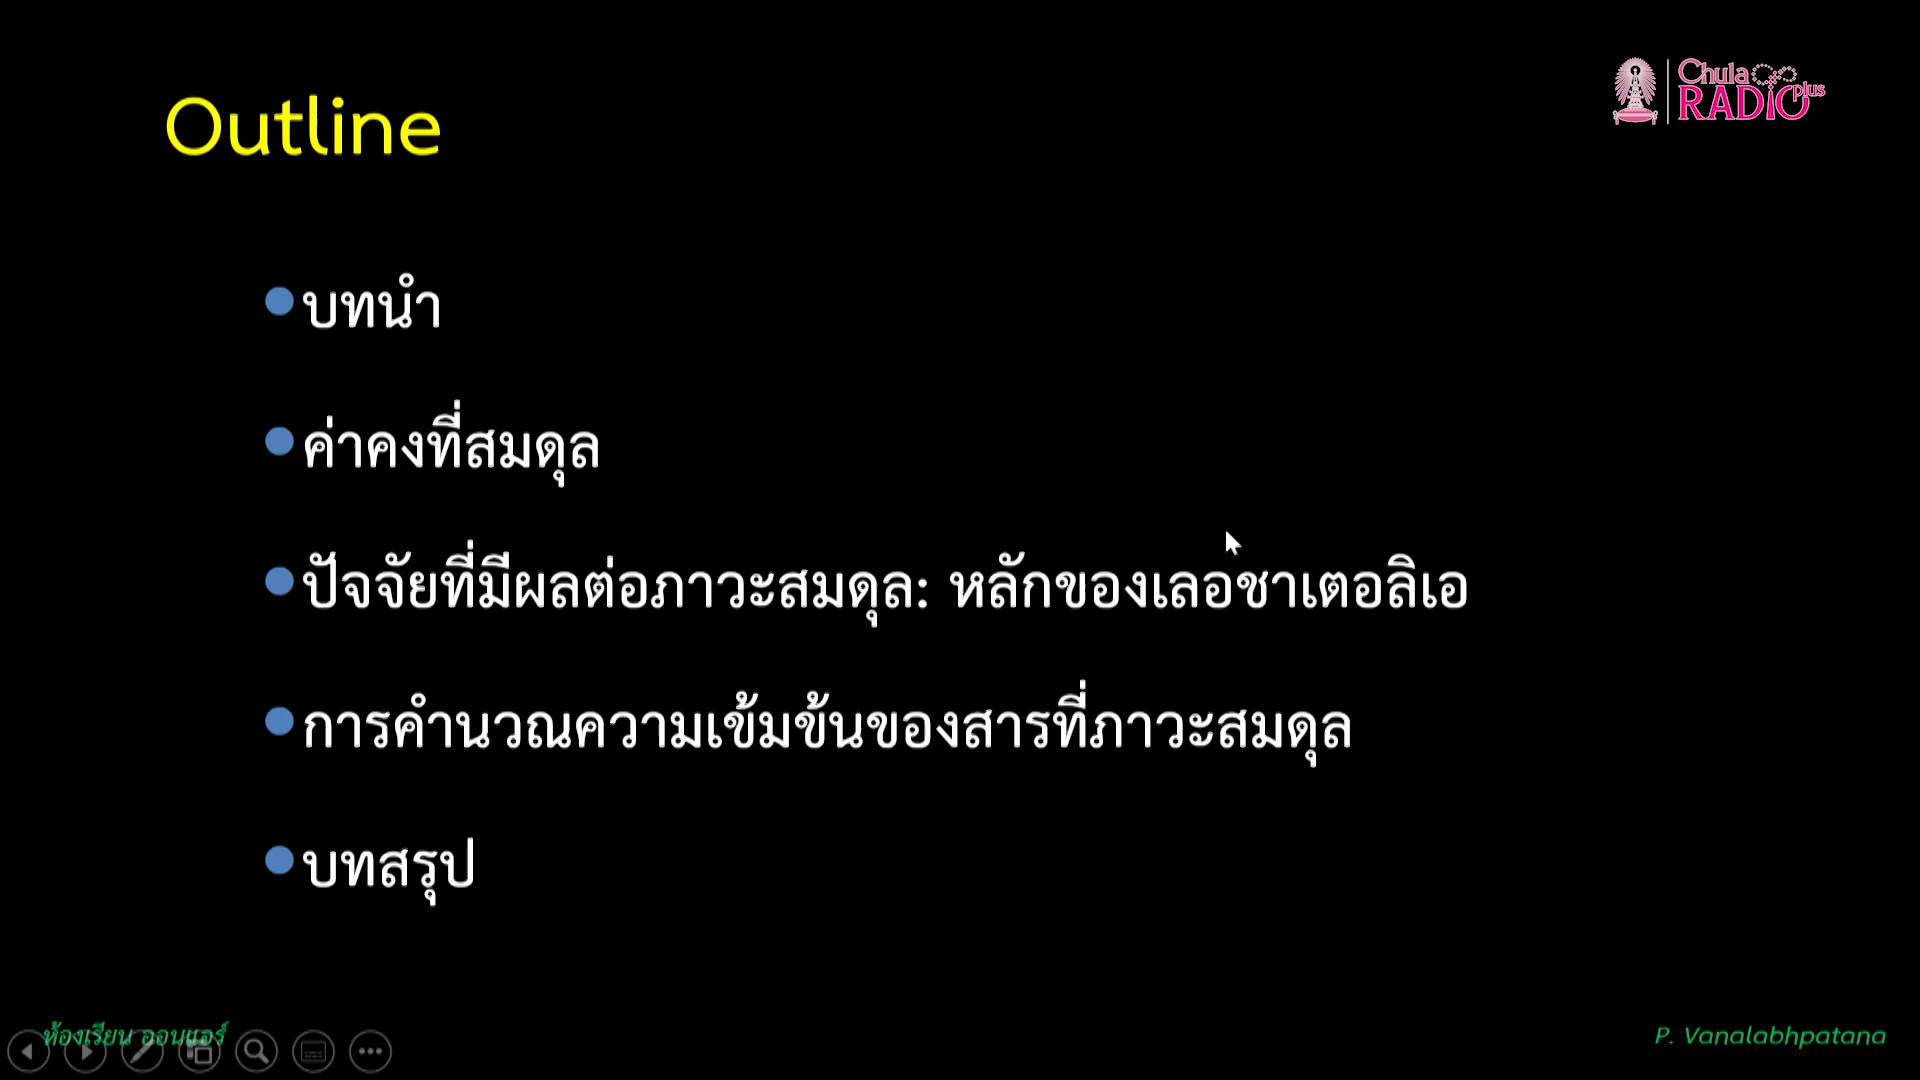 Outline
Chula
RADIO plus
บทนำ
ค่าคงที่สมดุล
ปัจจัยที่มีผลต่อภาวะสมดุล: หลักของเลอชาเตอลิเอ
การคำนวณความเข้มข้นของสารที่ภาวะสมดุล
บทสรุป
ห้องเรียน ออนแอร์
P. Vanalabhpatana